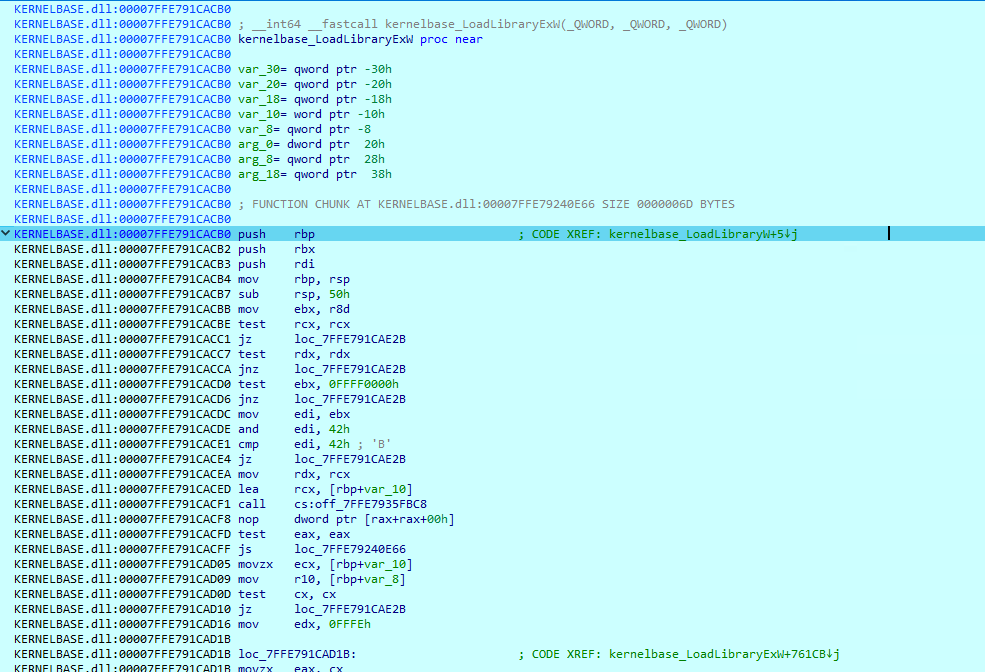 KERNELBASE.dll:00007FFE791CACB0
KERNELBASE.dll:00007FFE791CACB0 ; __int64 __fastcall kernelbase_LoadLibraryExW(_QWORD, _QWORD, _QWORD)
KERNELBASE.dll:00007FFE791CACB0 kernelbase_LoadLibraryExW proc near
KERNELBASE.dll:00007FFE791CACB0
KERNELBASE.dll:00007FFE791CACB0 var_30= qword ptr -30h
KERNELBASE.dll:00007FFE791CACB0 var_20= qword ptr -20h
KERNELBASE.dll:00007FFE791CACB0 var_18= qword ptr -18h
KERNELBASE.dll:00007FFE791CACB0 var_10= word ptr -10h
KERNELBASE.dll:00007FFE791CACB0 var_8= qword ptr -8
KERNELBASE.dll:00007FFE791CACB0 arg_0= dword ptr  20h
KERNELBASE.dll:00007FFE791CACB0 arg_8= qword ptr  28h
KERNELBASE.dll:00007FFE791CACB0 arg_18= qword ptr  38h
KERNELBASE.dll:00007FFE791CACB0
KERNELBASE.dll:00007FFE791CACB0 ; FUNCTION CHUNK AT KERNELBASE.dll:00007FFE79240E66 SIZE 0000006D BYTES
KERNELBASE.dll:00007FFE791CACB0
KERNELBASE.dll:00007FFE791CACB0 push    rbp                             ; CODE XREF: kernelbase_LoadLibraryW+5↓j
KERNELBASE.dll:00007FFE791CACB2 push    rbx
KERNELBASE.dll:00007FFE791CACB3 push    rdi
KERNELBASE.dll:00007FFE791CACB4 mov     rbp, rsp
KERNELBASE.dll:00007FFE791CACB7 sub     rsp, 50h
KERNELBASE.dll:00007FFE791CACBB mov     ebx, r8d
KERNELBASE.dll:00007FFE791CACBE test    rcx, rcx
KERNELBASE.dll:00007FFE791CACC1 jz      loc_7FFE791CAE2B
KERNELBASE.dll:00007FFE791CACC7 test    rdx, rdx
KERNELBASE.dll:00007FFE791CACCA jnz     loc_7FFE791CAE2B
KERNELBASE.dll:00007FFE791CACD0 test    ebx, 0FFFF0000h
KERNELBASE.dll:00007FFE791CACD6 jnz     loc_7FFE791CAE2B
KERNELBASE.dll:00007FFE791CACDC mov     edi, ebx
KERNELBASE.dll:00007FFE791CACDE and     edi, 42h
KERNELBASE.dll:00007FFE791CACE1 cmp     edi, 42h ; 'B'
KERNELBASE.dll:00007FFE791CACE4 jz      loc_7FFE791CAE2B
KERNELBASE.dll:00007FFE791CACEA mov     rdx, rcx
KERNELBASE.dll:00007FFE791CACED lea     rcx, [rbp+var_10]
KERNELBASE.dll:00007FFE791CACF1 call    cs:off_7FFE7935FBC8
KERNELBASE.dll:00007FFE791CACF8 nop     dword ptr [rax+rax+00h]
KERNELBASE.dll:00007FFE791CACFD test    eax, eax
KERNELBASE.dll:00007FFE791CACFF js      loc_7FFE79240E66
KERNELBASE.dll:00007FFE791CAD05 movzx   ecx, [rbp+var_10]
KERNELBASE.dll:00007FFE791CAD09 mov     r10, [rbp+var_8]
KERNELBASE.dll:00007FFE791CAD0D test    cx, cx
KERNELBASE.dll:00007FFE791CAD10 jz      loc_7FFE791CAE2B
KERNELBASE.dll:00007FFE791CAD16 mov     edx, 0FFFEh
KERNELBASE.dll:00007FFE791CAD1B
KERNELBASE.dll:00007FFE791CAD1B loc_7FFE791CAD1B:                       ; CODE XREF: kernelbase_LoadLibraryExW+761CB↓j
KERNELBASE.dll:00007FFE791CAD1B movzx   eax, cx